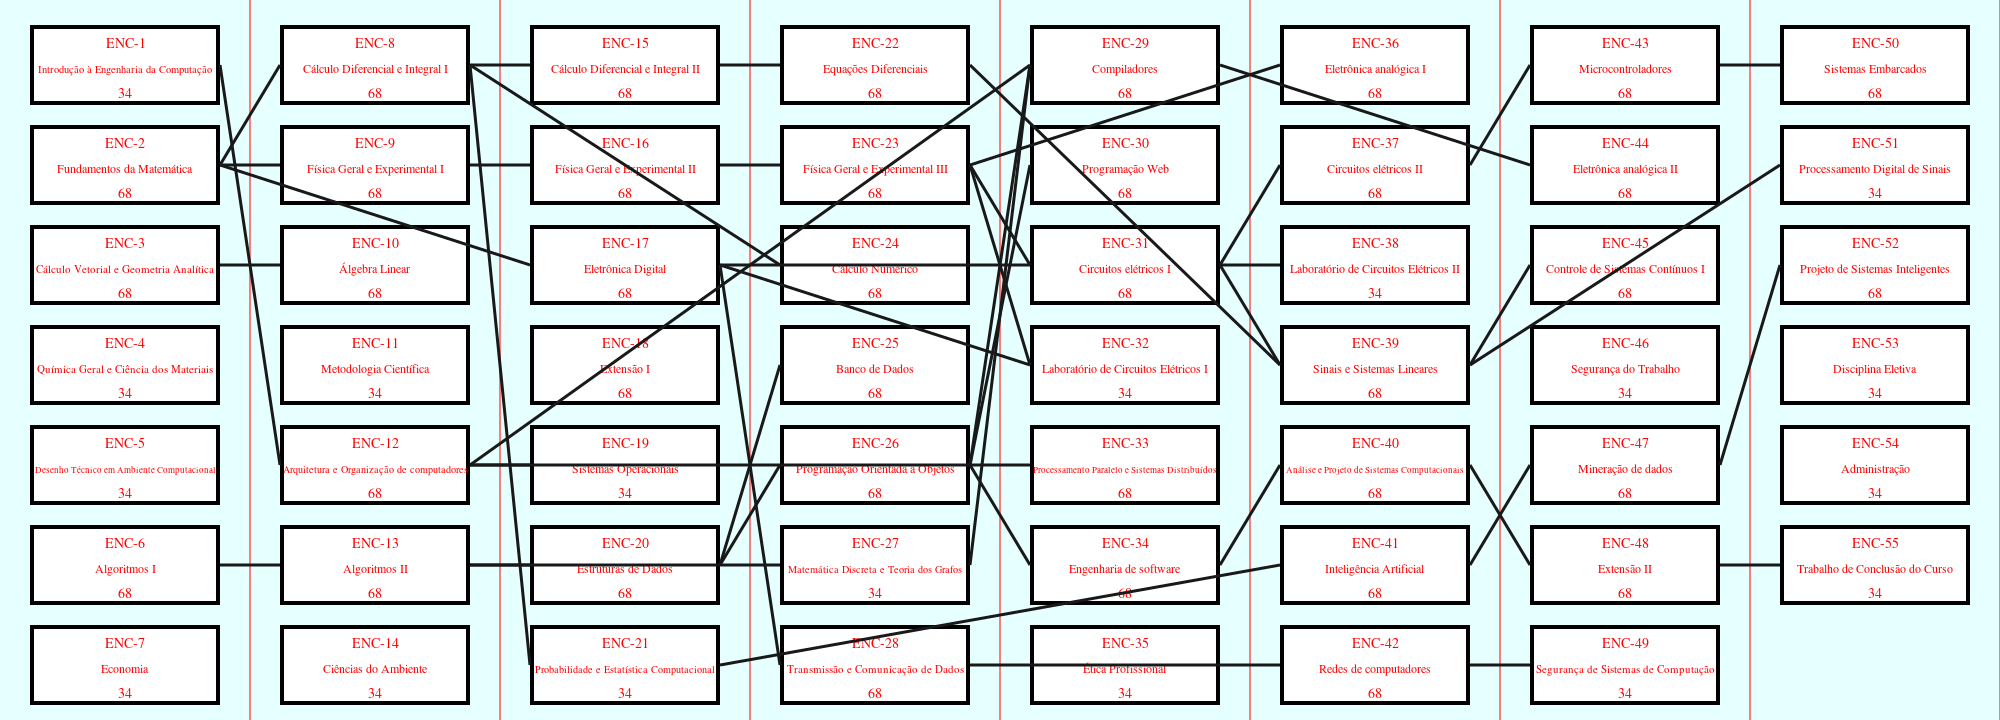 ENC-1
Introdução à Engenharia da Computação
34
ENC-2
Fundamentos da Matemática
68
ENC-3
Cálculo Vetorial e Geometria Analítica
68
ENC-4
Química Geral e Ciência dos Materiais
34
ENC-5
Desenho Técnico em Ambiente Computacional
34
ENC-6
Algoritmos I
68
ENC-7
Economia
34
ENC-8
Cálculo Diferencial e Integral I
68
ENC-9
Física Geral e Experimental I
68
ENC-10
Álgebra Linear
68
ENC-11
Metodologia Científica
34
ENC-12
Arquitetura e Organização de computadores
68
ENC-13
Algoritmos II
68
ENC-14
Ciências do Ambiente
34
ENC-15
Cálculo Diferencial e Integral II
68
ENC-16
Física Geral e Experimental II
68
ENC-17
Eletrônica Digital
68
ENC-18
Extensão I
68
ENC-19
Sistemas Operacionais
34
ENC-20
Estruturas de Dados
68
ENC-21
Probabilidade e Estatística Computacional
34
ENC-22
Equações Diferenciais
68
ENC-23
Física Geral e Experimental III
68
ENC-24
Cálculo Numérico
68
ENC-25
Banco de Dados
68
ENC-26
Programação Orientada a Objetos
68
ENC-27
Matemática Discreta e Teoria dos Grafos
34
ENC-28
Transmissão e Comunicação de Dados
68
ENC-29
Compiladores
68
ENC-30
Programação Web
68
ENC-31
Circuitos elétricos I
68
ENC-32
Laboratório de Circuitos Elétricos I
34
ENC-33
Processamento Paralelo e Sistemas Distribuídos
68
ENC-34
Engenharia de software
68
ENC-35
Ética Profissional
34
ENC-36
Eletrônica analógica I
68
ENC-37
Circuitos elétricos II
68
ENC-38
Laboratório de Circuitos Elétricos II
34
ENC-39
Sinais e Sistemas Lineares
68
ENC-40
Análise e Projeto de Sistemas Computacionais
68
ENC-41
Inteligência Artificial
68
ENC-42
Redes de computadores
68
ENC-43
Microcontroladores
68
ENC-44
Eletrônica analógica II
68
ENC-45
Controle de Sistemas Contínuos I
68
ENC-46
Segurança do Trabalho
34
ENC-47
Mineração de dados
68
ENC-48
Extensão II
68
ENC-49
Segurança de Sistemas de Computação
34
ENC-50
Sistemas Embarcados
68
ENC-51
Processamento Digital de Sinais
34
ENC-52
Projeto de Sistemas Inteligentes
68
ENC-53
Disciplina Eletiva
34
ENC-54
Administração
34
ENC-55
Trabalho de Conclusão do Curso
34